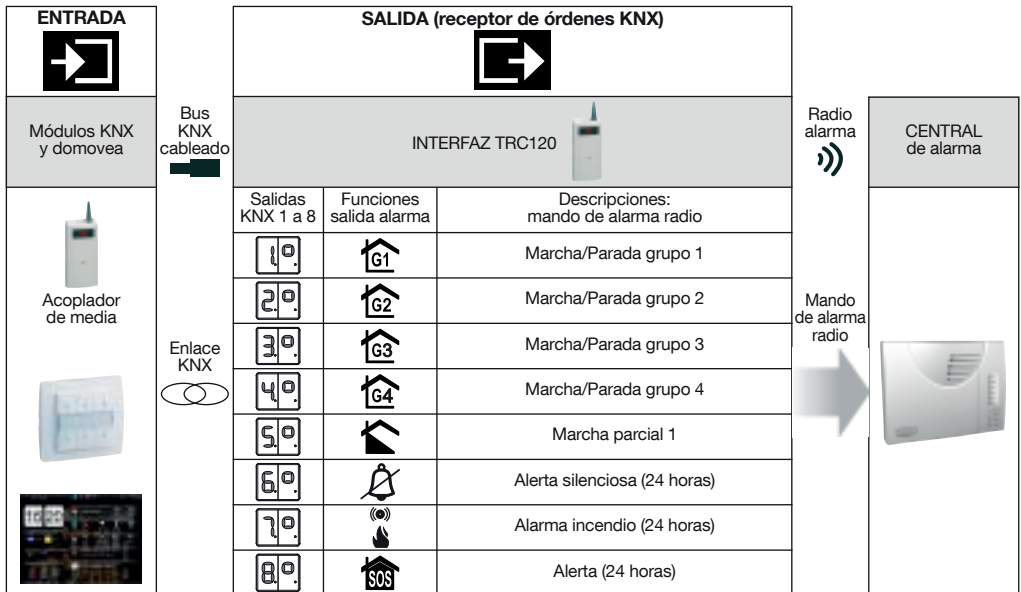 ENTRADA
SALIDA (receptor de órdenes KNX)
Módulos KNX
y domovea
Bus
KNX
cableado
INTERFAZ TRC120
Radio
alarma
CENTRAL
de alarma
Acoplador
de media
Enlace
KNX
Salidas
KNX 1 a 8
Funciones
salida alarma
Descripciones:
mando de alarma radio
1.o. G1 Marcha/Parada grupo 1
2.o. G2 Marcha/Parada grupo 2
3.o. G3 Marcha/Parada grupo 3
4.o. G4 Marcha/Parada grupo 4
5.o. Marcha parcial 1
6.o. Alerta silenciosa (24 horas)
7.o. Alarma incendio (24 horas)
8.o. SOS Alerta (24 horas)
Mando
de alarma
radio